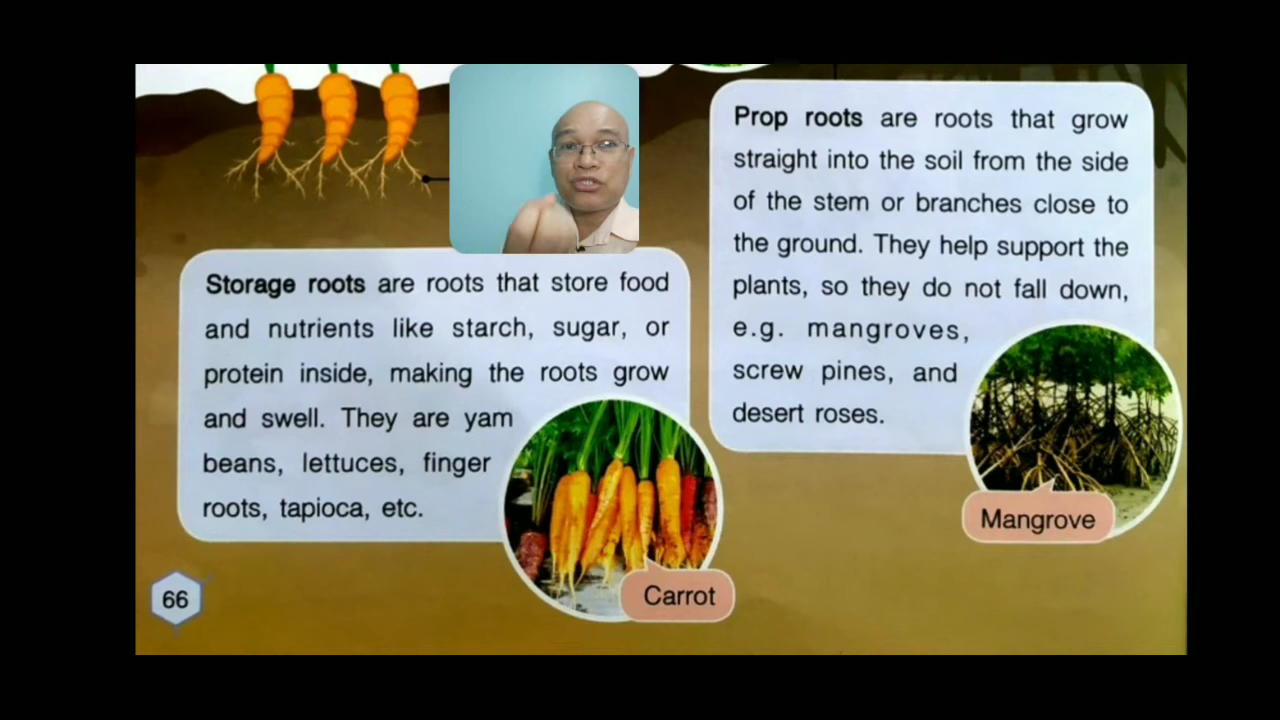 Storage roots are roots that store food
and nutrients like starch, sugar, or
protein inside, making the roots grow
and swell. They are yam
beans, lettuces, finger
roots, tapioca, etc.
Carrot
66
Prop roots are roots that grow
straight into the soil from the side
of the stem or branches close to
the ground. They help support the
plants, so they do not fall down,
e.g. mangroves,
screw pines, and
desert roses.
Mangrove